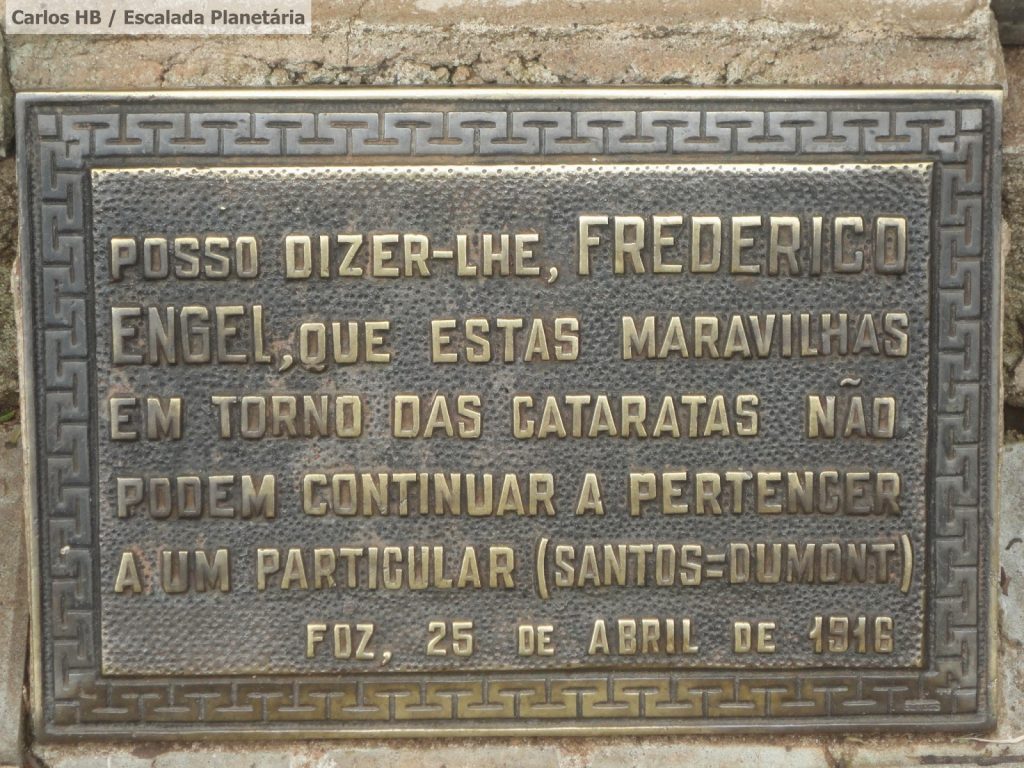 Carlos HB / Escalada Planetária
POSSO DIZER-LHE, FREDERICO
ENGEL, QUE ESTAS MARAVILHAS
EM TORNO DAS CATARATAS NÃO
PODEM CONTINUAR A PERTENCER
A UM PARTICULAR (SANTOS=DUMONT)
FOZ, 25 DE ABRIL DE 1916